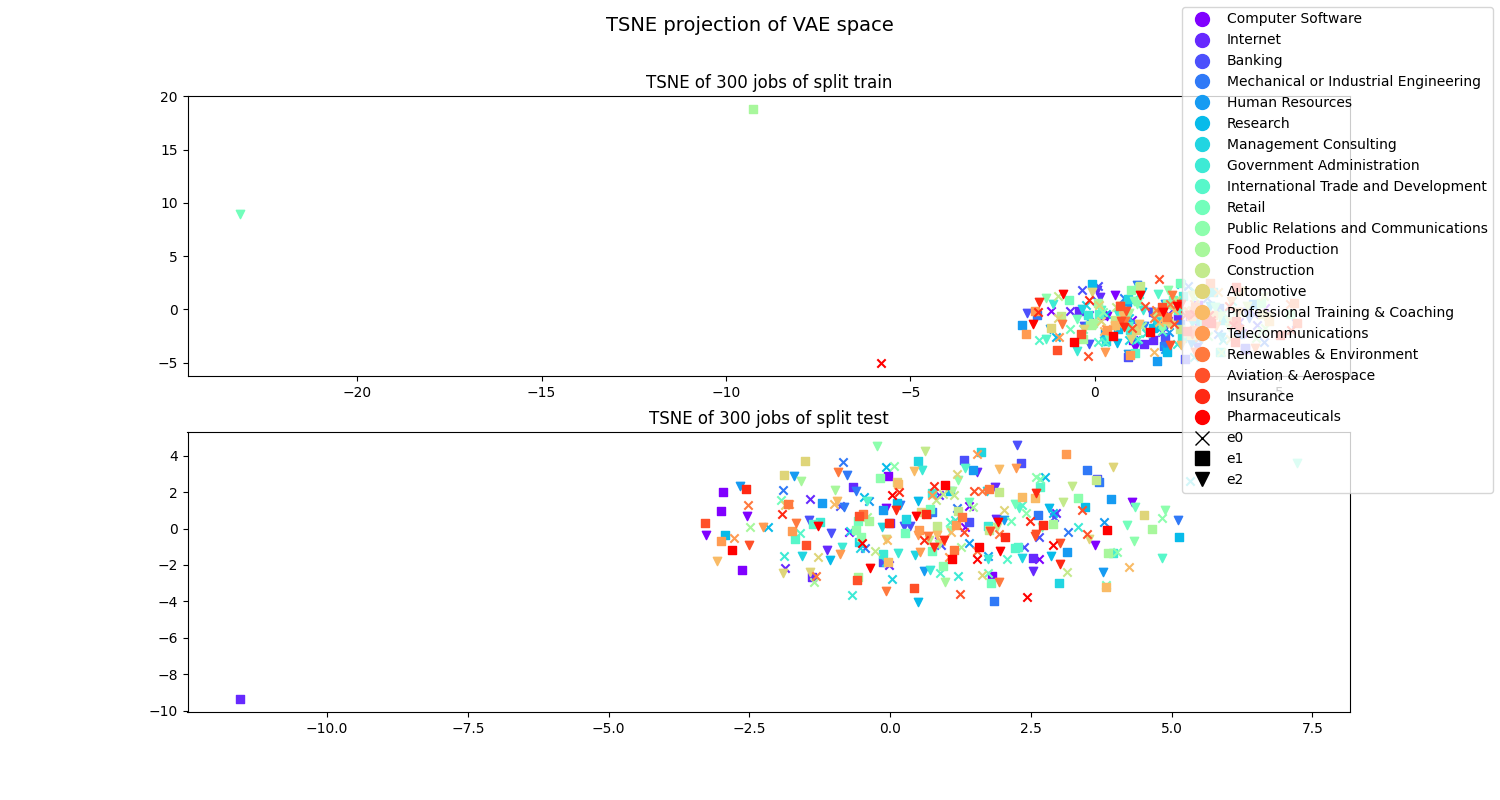 TSNE projection of VAE space
TSNE of 300 jobs of split train
20
15
10
5
0
−5
−20
−15
−10
−5
0
5
TSNE of 300 jobs of split test
4
2
0
−2
−4
−6
−8
−10
−10.0
−7.5
−5.0
−2.5
0.0
2.5
5.0
7.5
Computer Software
Internet
Banking
Mechanical or Industrial Engineering
Human Resources
Research
Management Consulting
Government Administration
International Trade and Development
Retail
Public Relations and Communications
Food Production
Construction
Automotive
Professional Training & Coaching
Telecommunications
Renewables & Environment
Aviation & Aerospace
Insurance
Pharmaceuticals
e0
e1
e2